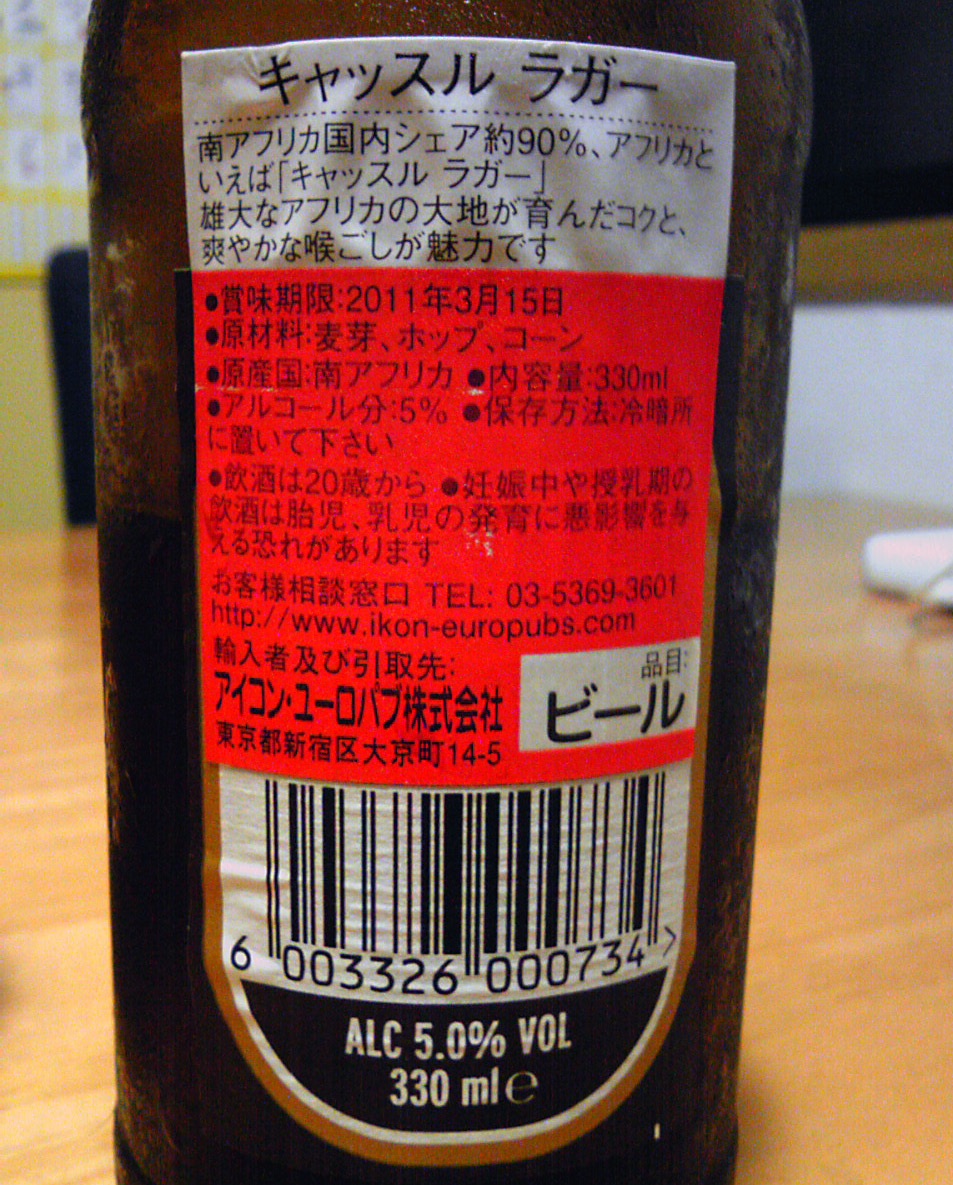 キャッスル ラガー
南アフリカ国内シェア約90%、アフリカと
いえば「キャッスル ラガー」
雄大なアフリカの大地が育んだコクと、
爽やかな喉ごしが魅力です
●賞味期限:2011年3月15日
●原材料:麦芽、ホップ、コーン
●原産国:南アフリカ ●内容量:330ml
●アルコール分:5% ●保存方法:冷暗所
に置いて下さい
●飲酒は20歳から ●妊娠中や授乳期の
飲酒は胎児、乳児の発育に悪影響を与
える恐れがあります
お客様相談窓口 TEL: 03-5369-3601
http://www.ikon-europubs.com
輸入者及び引取先:
アイコン・ユーロパブ株式会社
東京都新宿区大京町14-5
品目:
ビール
6 003326 000734 >
ALC 5.0% VOL
330 ml ℮